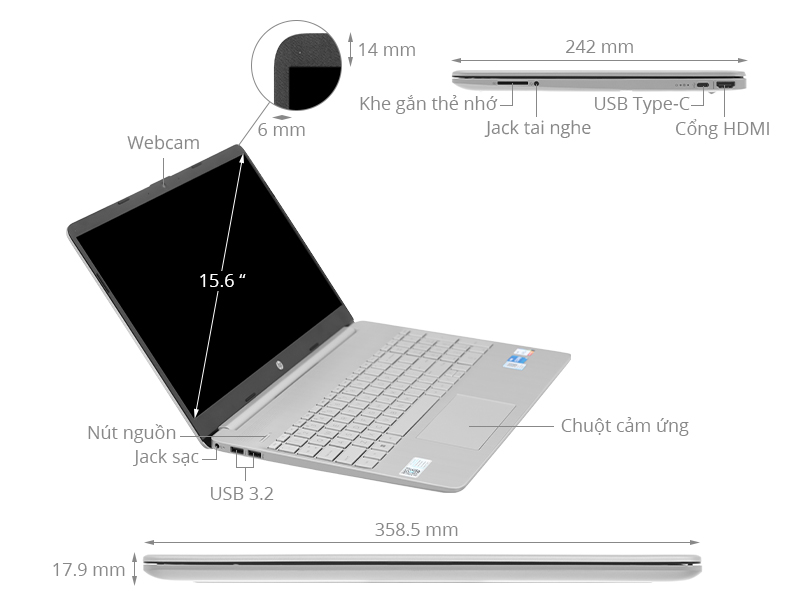 14 mm
6 mm
242 mm
Khe gắn thẻ nhớ
USB Type-C
Jack tai nghe
Cổng HDMI
Webcam
15.6 “
hp
Nút nguồn
Jack sạc
USB 3.2
Chuột cảm ứng
358.5 mm
17.9 mm